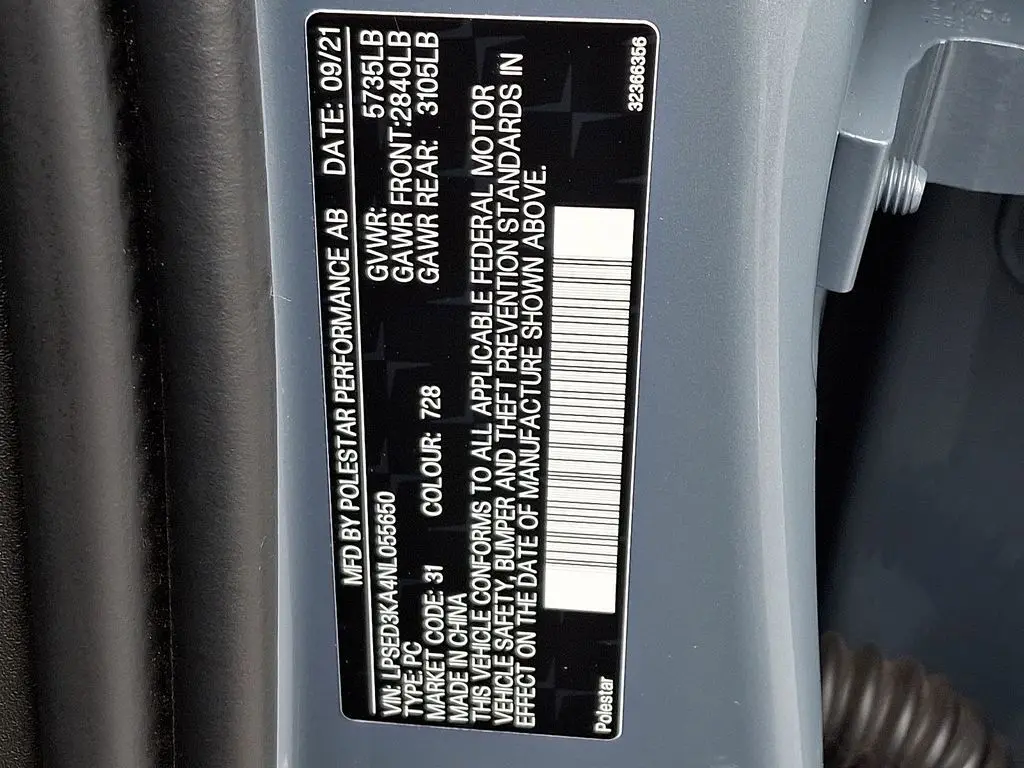 MFD BY POLESTAR PERFORMANCE AB DATE: 09/21
VIN: LPSED3KA4NL055650 GVWR: 5735LB
TYPE: PC GAWR FRONT:2840LB
MARKET CODE: 31 COLOUR: 728 GAWR REAR: 3105LB
MADE IN CHINA
THIS VEHICLE CONFORMS TO ALL APPLICABLE FEDERAL MOTOR
VEHICLE SAFETY, BUMPER AND THEFT PREVENTION STANDARDS IN
EFFECT ON THE DATE OF MANUFACTURE SHOWN ABOVE.
Polestar 32366356